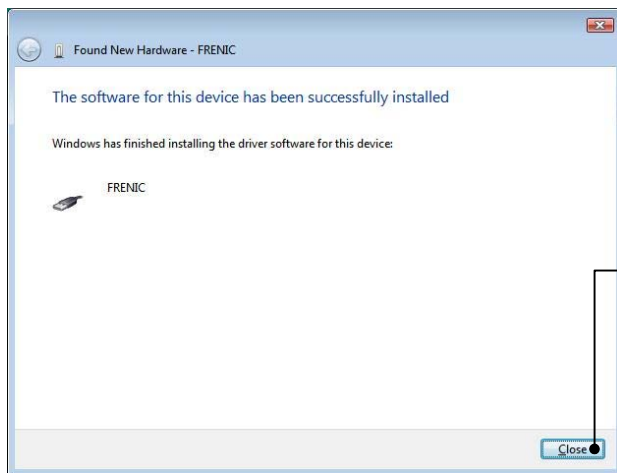 Found New Hardware - FRENIC
The software for this device has been successfully installed
Windows has finished installing the driver software for this device:
FRENIC
Close